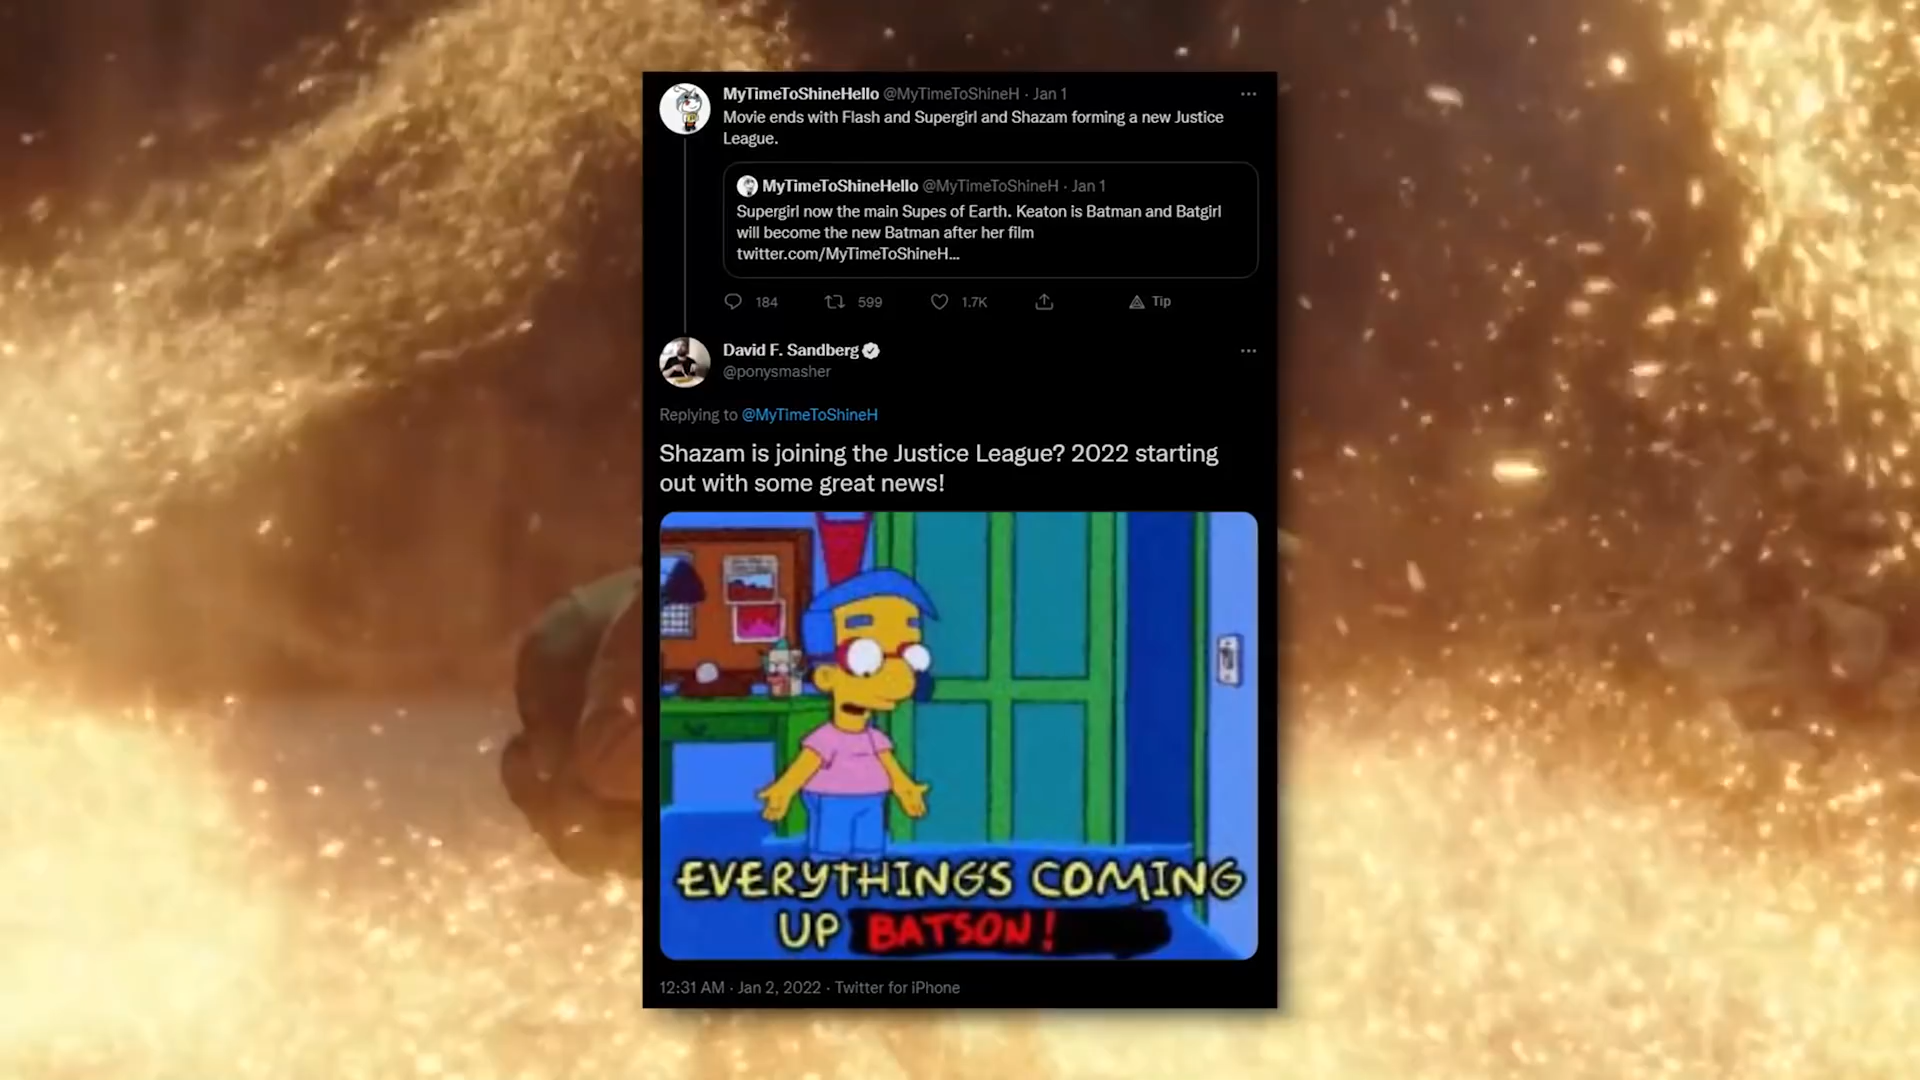 MyTimeToShineHello @MyTimeToShineH · Jan 1
Movie ends with Flash and Supergirl and Shazam forming a new Justice
League.
MyTimeToShineHello @MyTimeToShineH · Jan 1
Supergirl now the main Supes of Earth. Keaton is Batman and Batgirl
will become the new Batman after her film
twitter.com/MyTimeToShineH...
184 599 1.7K Tip
David F. Sandberg
@ponysmasher
Replying to @MyTimeToShineH
Shazam is joining the Justice League? 2022 starting
out with some great news!
EVERYTHING'S COMING
UP BATSON!
12:31 AM · Jan 2, 2022 · Twitter for iPhone